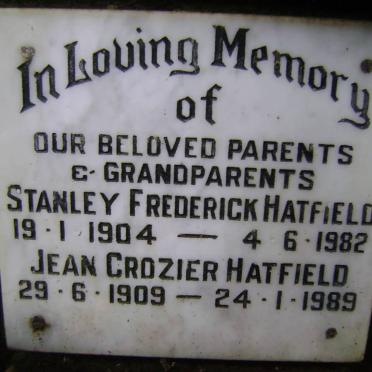 In Loving Memory
of
OUR BELOVED PARENTS
& GRANDPARENTS
STANLEY FREDERICK HATFIELD
19·1·1904 — 4·6·1982
JEAN CROZIER HATFIELD
29·6·1909 — 24·1·1989